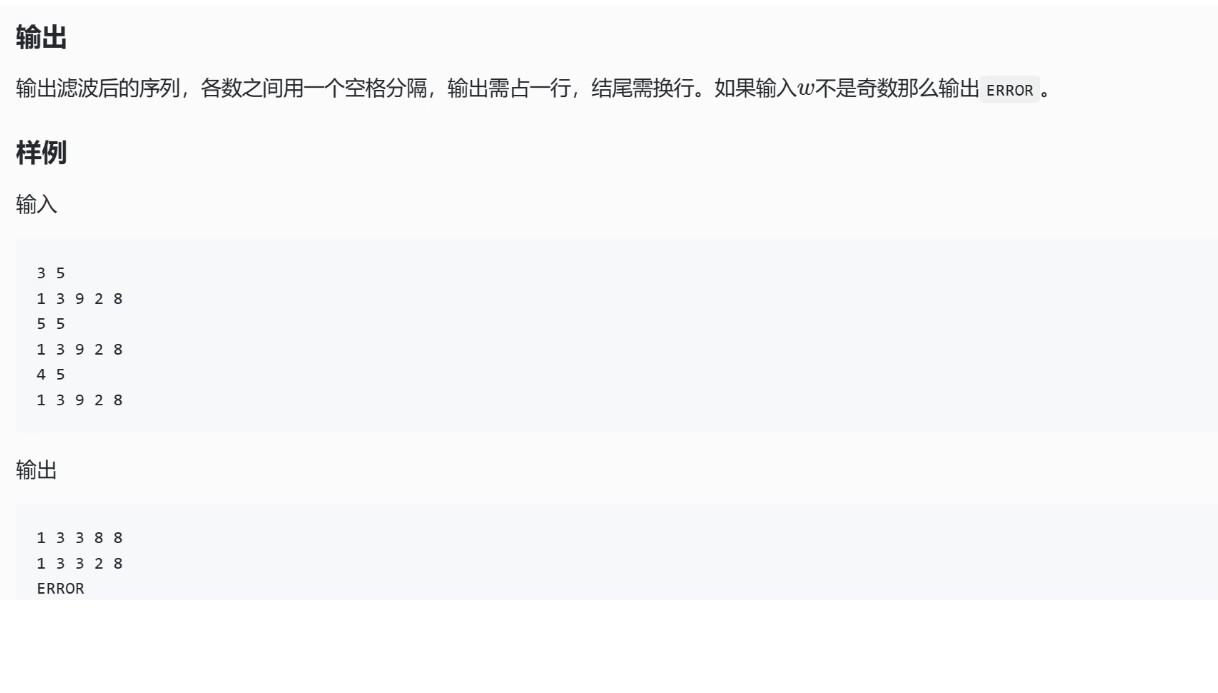 输出
输出滤波后的序列，各数之间用一个空格分隔，输出需占一行，结尾需换行。如果输入w不是奇数那么输出 ERROR 。
样例
输入
3 5
1 3 9 2 8
5 5
1 3 9 2 8
4 5
1 3 9 2 8
输出
1 3 3 8 8
1 3 3 2 8
ERROR